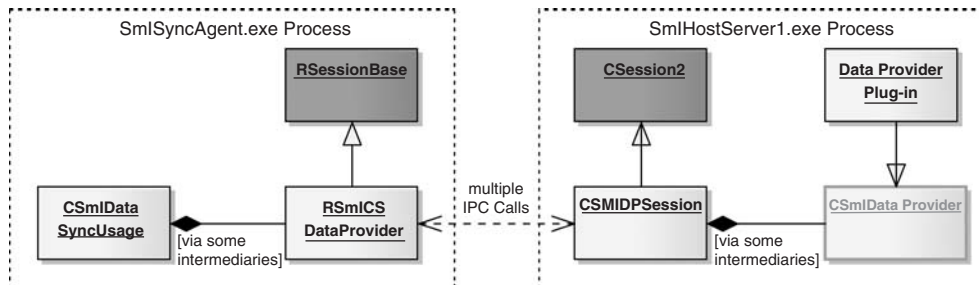 SmlSyncAgent.exe Process
RSessionBase
CSmlData
SyncUsage
[via some
intermediaries]
RSmlCS
DataProvider
multiple
IPC Calls
SmlHostServer1.exe Process
CSession2
Data Provider
Plug-in
CSMIDPSession
[via some
intermediaries]
CSmlData Provider